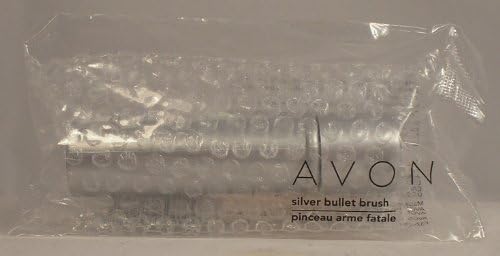 AVON
silver bullet brush
pinceau arme fatale